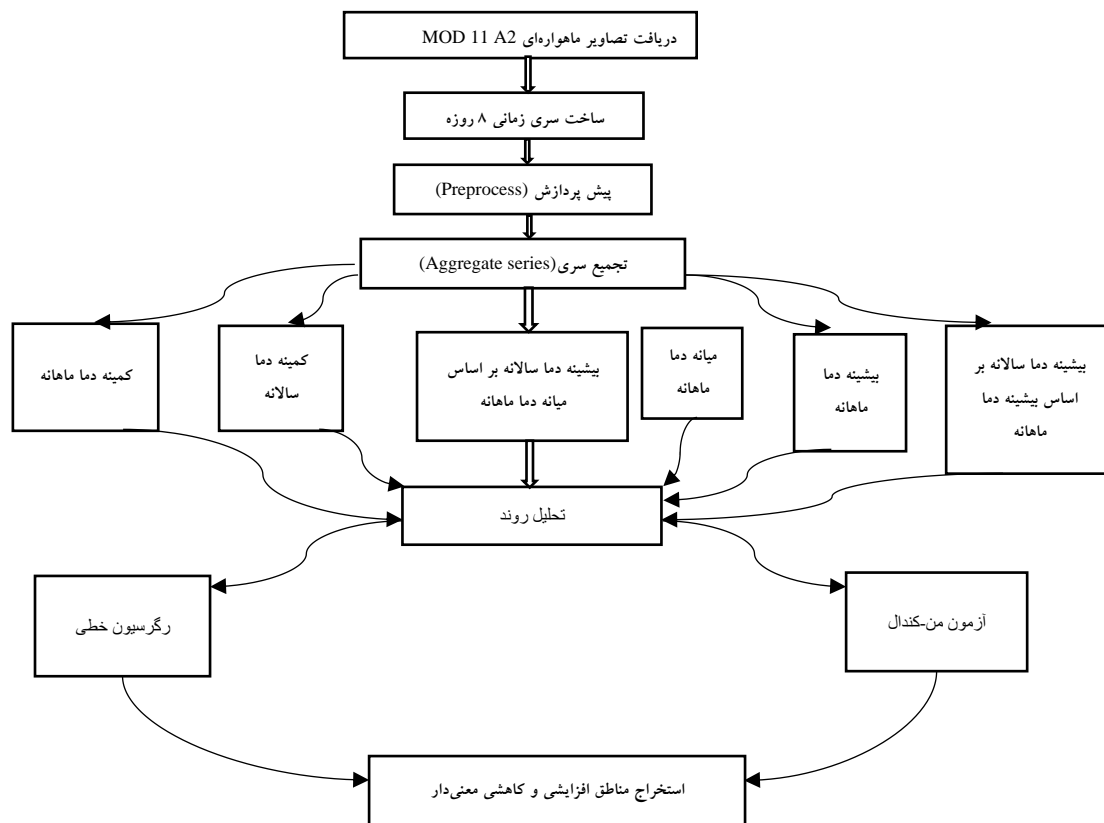 دریافت تصاویر ماهواره‌ای MOD 11 A2
ساخت سری زمانی ۸ روزه
پیش پردازش (Preprocess)
تجمیع سری(Aggregate series)
بیشینه دما سالانه بر
اساس بیشینه دما
ماهانه
بیشینه دما
ماهانه
میانه دما
ماهانه
بیشینه دما سالانه بر اساس
میانه دما ماهانه
کمینه دما
سالانه
کمینه دما ماهانه
تحلیل روند
آزمون من-کندال
رگرسیون خطی
استخراج مناطق افزایشی و کاهشی معنی‌دار